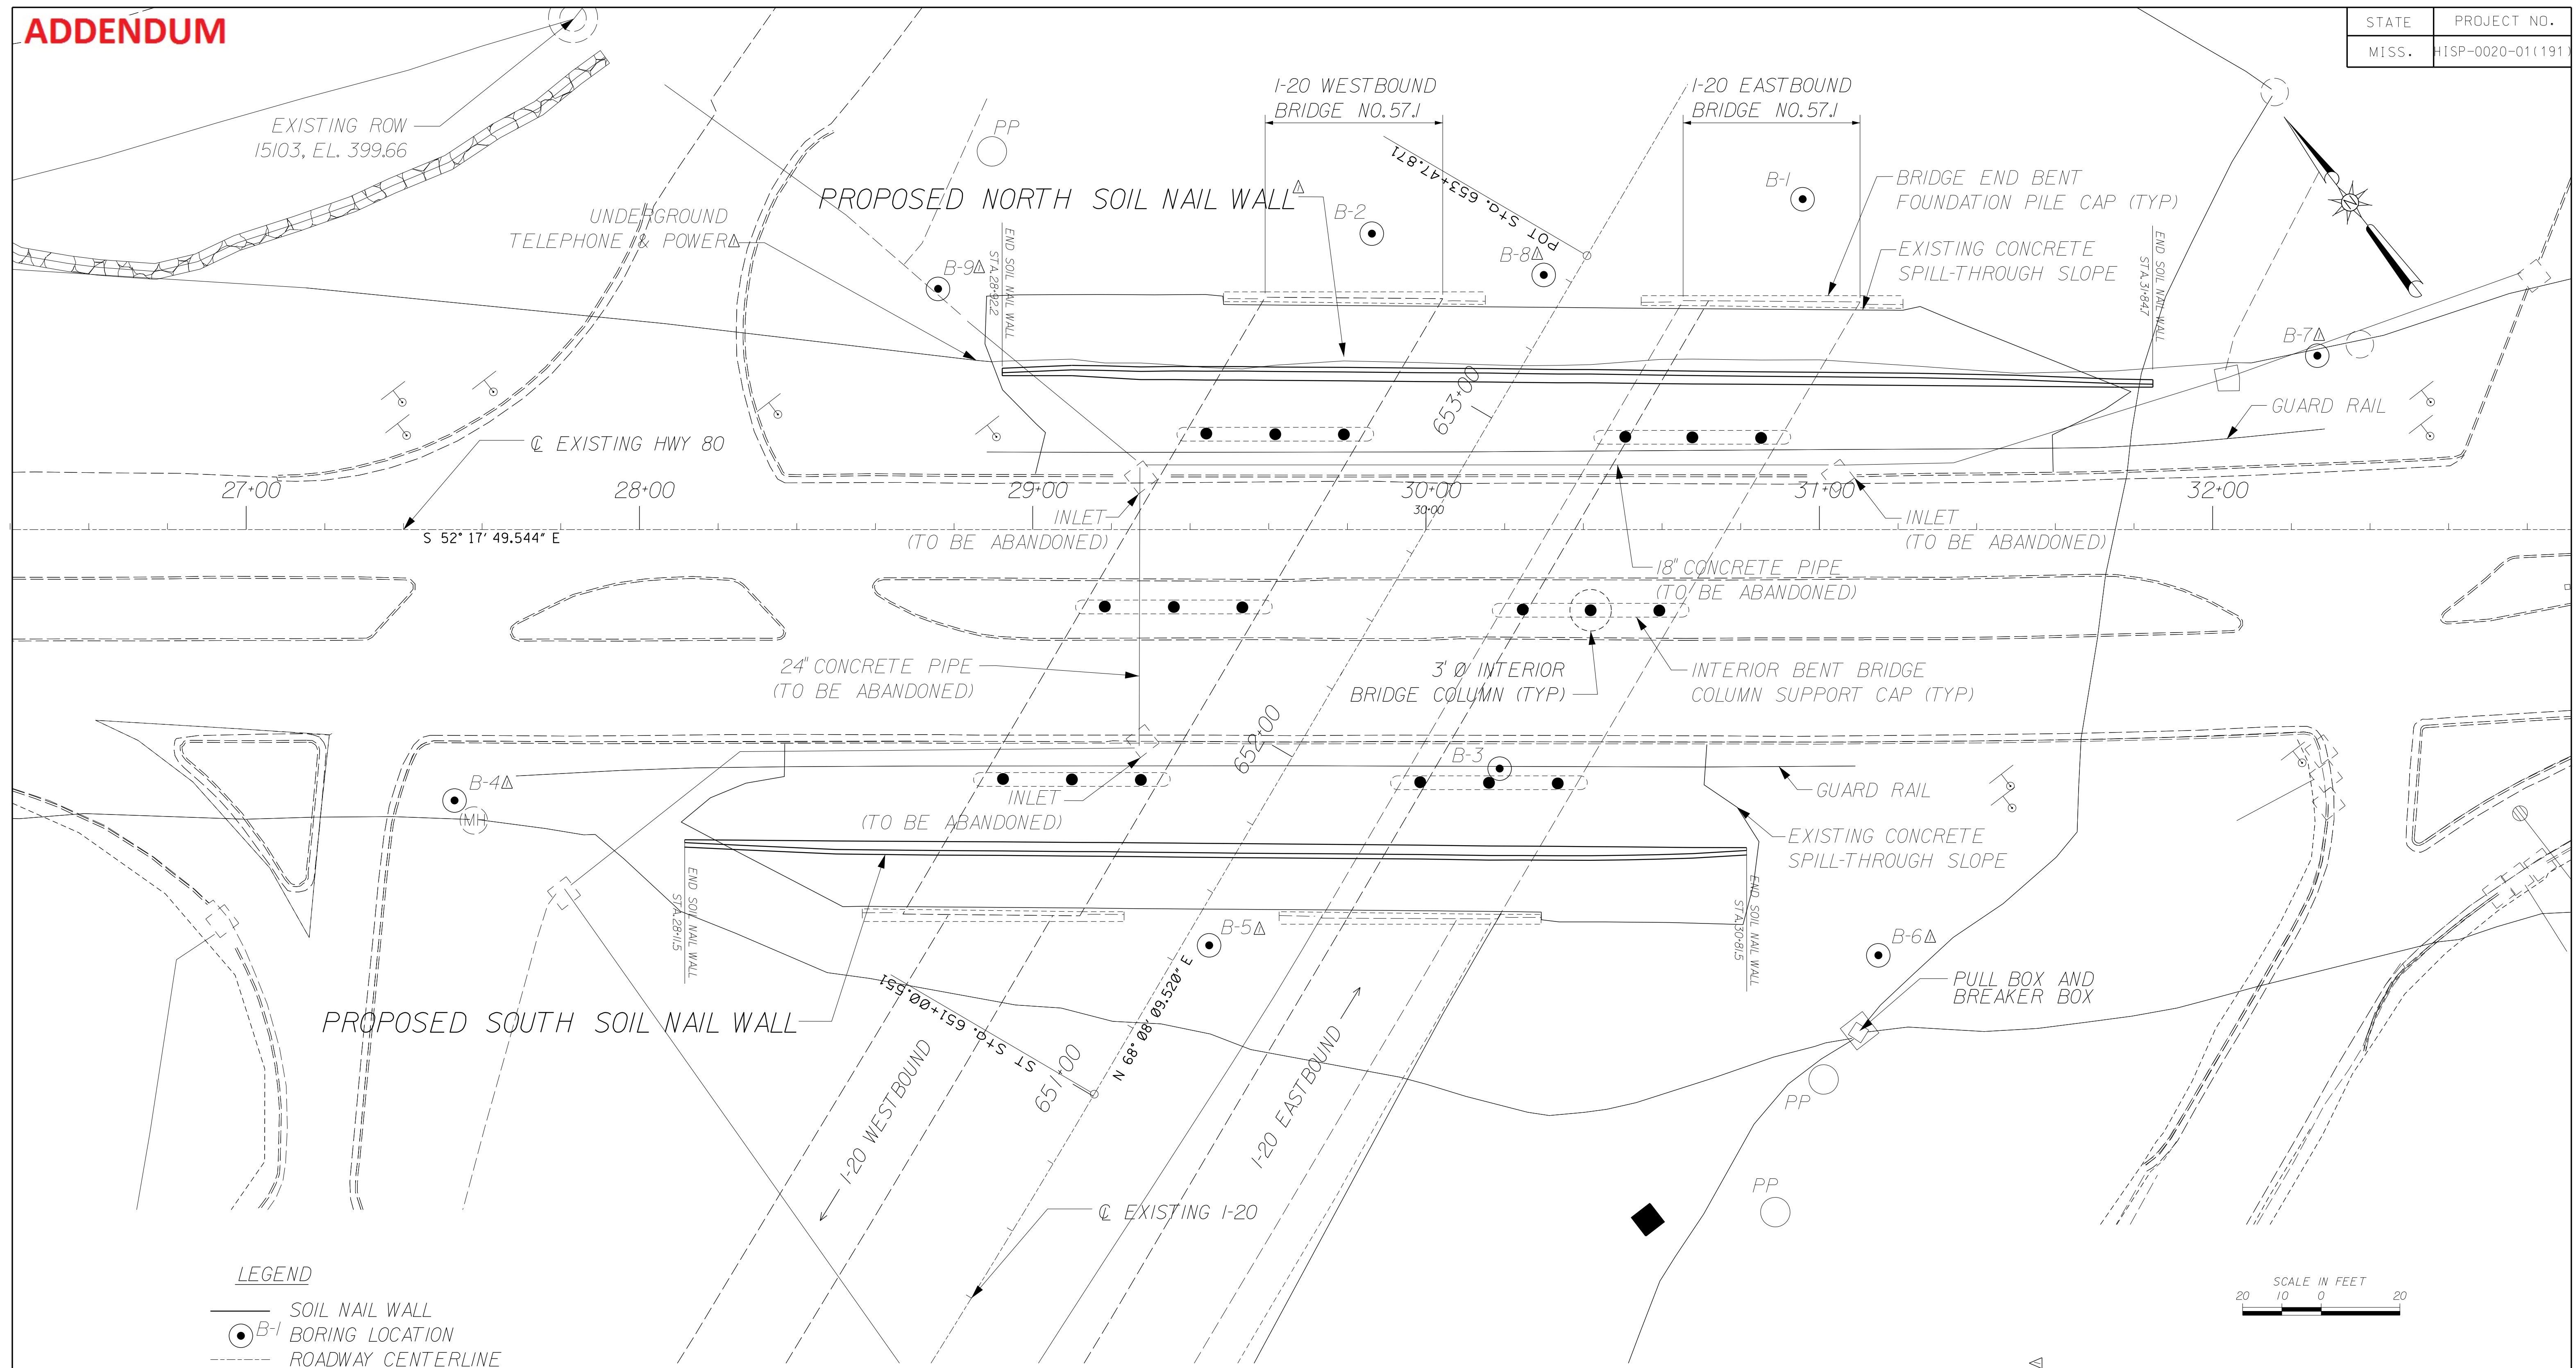 ADDENDUM
STATE PROJECT NO.
MISS. HISP-0020-01(191)
EXISTING ROW
15103, EL. 399.66
PP
I-20 WESTBOUND
BRIDGE NO.57.1
I-20 EASTBOUND
BRIDGE NO.57.1
POT Sta. 653+47.871
PROPOSED NORTH SOIL NAIL WALL
UNDERGROUND
TELEPHONE & POWER
B-1
B-2
B-8
B-9
B-7
BRIDGE END BENT
FOUNDATION PILE CAP (TYP)
EXISTING CONCRETE
SPILL-THROUGH SLOPE
END SOIL NAIL WALL
STA.28+92.2
END SOIL NAIL WALL
STA.31+84.7
N
653+00
GUARD RAIL
℄ EXISTING HWY 80
27+00
28+00
29+00
30+00
30+00
31+00
32+00
S 52° 17' 49.544" E
INLET
(TO BE ABANDONED)
INLET
(TO BE ABANDONED)
18" CONCRETE PIPE
(TO BE ABANDONED)
24" CONCRETE PIPE
(TO BE ABANDONED)
3' Ø INTERIOR
BRIDGE COLUMN (TYP)
INTERIOR BENT BRIDGE
COLUMN SUPPORT CAP (TYP)
652+00
B-4
(MH)
B-3
INLET
(TO BE ABANDONED)
GUARD RAIL
EXISTING CONCRETE
SPILL-THROUGH SLOPE
END SOIL NAIL WALL
STA.28+11.5
END SOIL NAIL WALL
STA.30+81.5
B-5
B-6
PROPOSED SOUTH SOIL NAIL WALL
ST Sta. 651+00.551
N 68° 08' 09.520" E
651+00
PULL BOX AND
BREAKER BOX
I-20 WESTBOUND
I-20 EASTBOUND
PP
PP
℄ EXISTING I-20
LEGEND
SOIL NAIL WALL
B-1 BORING LOCATION
ROADWAY CENTERLINE
SCALE IN FEET
20 10 0 20